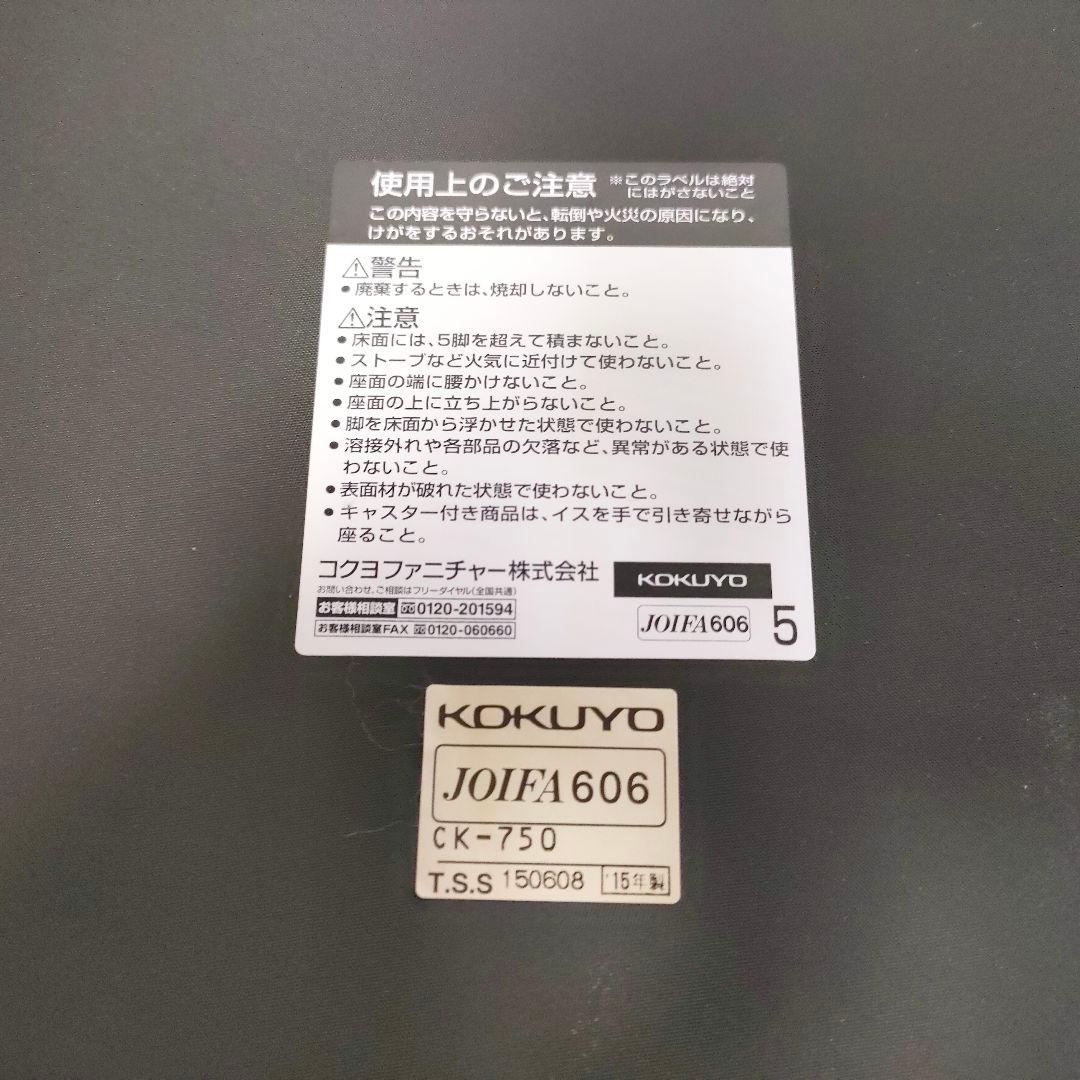 使用上のご注意 ※このラベルは絶対
にはがさないこと
この内容を守らないと、転倒や火災の原因になり、
けがをするおそれがあります。
⚠警告
●廃棄するときは、焼却しないこと。
⚠注意
●床面には、5脚を超えて積まないこと。
●ストーブなど火気に近付けて使わないこと。
●座面の端に腰かけないこと。
●座面の上に立ち上がらないこと。
●脚を床面から浮かせた状態で使わないこと。
●溶接外れや各部品の欠落など、異常がある状態で使
わないこと。
●表面材が破れた状態で使わないこと。
●キャスター付き商品は、イスを手で引き寄せながら
座ること。
コクヨファニチャー株式会社 KOKUYO
お問い合わせ、ご相談はフリーダイヤル(全国共通)
お客様相談室 0120-201594
お客様相談室FAX 0120-060660
JOIFA606 5
KOKUYO
JOIFA606
CK-750
T.S.S 150608 '15年製